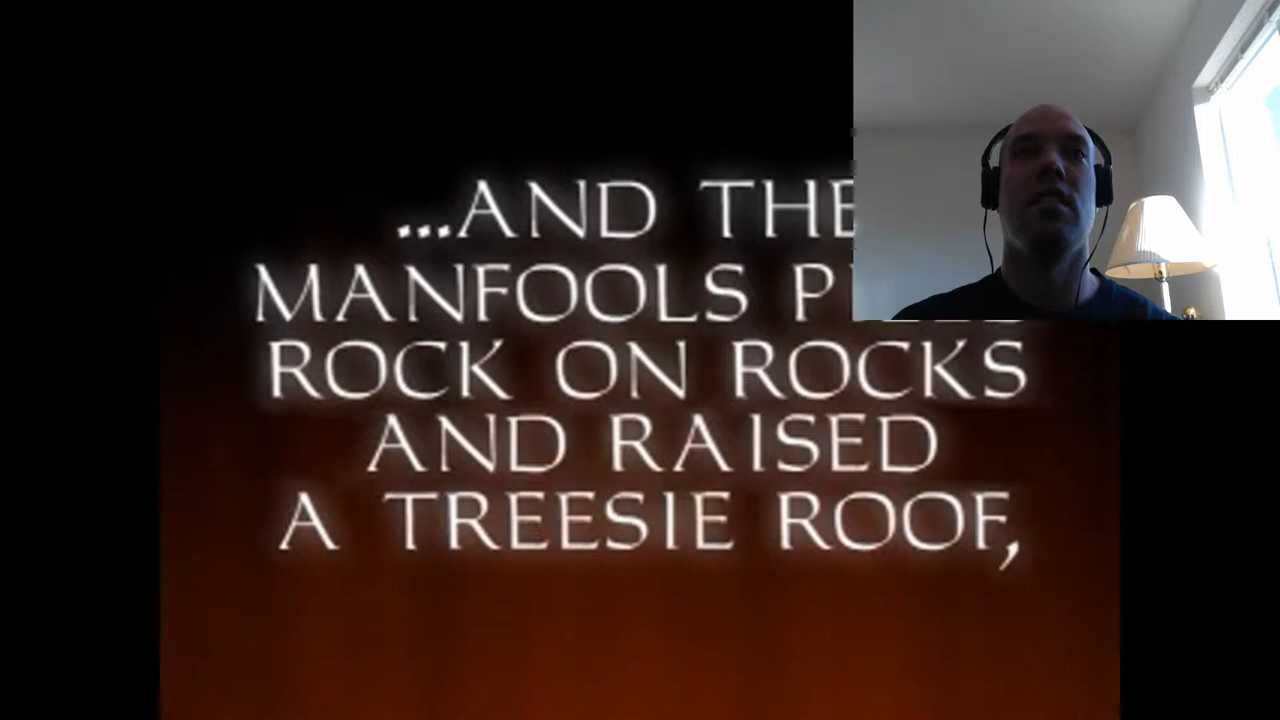 ...AND THE
MANFOOLS
ROCK ON ROCKS
AND RAISED
A TREESIE ROOF,